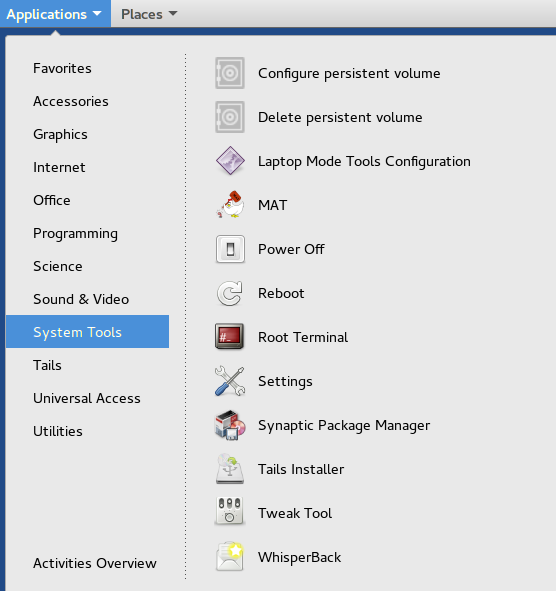 Applications Places
Favorites
Accessories
Graphics
Internet
Office
Programming
Science
Sound & Video
System Tools
Tails
Universal Access
Utilities
Activities Overview
Configure persistent volume
Delete persistent volume
Laptop Mode Tools Configuration
MAT
Power Off
Reboot
#_
Root Terminal
Settings
Synaptic Package Manager
Tails Installer
Tweak Tool
WhisperBack